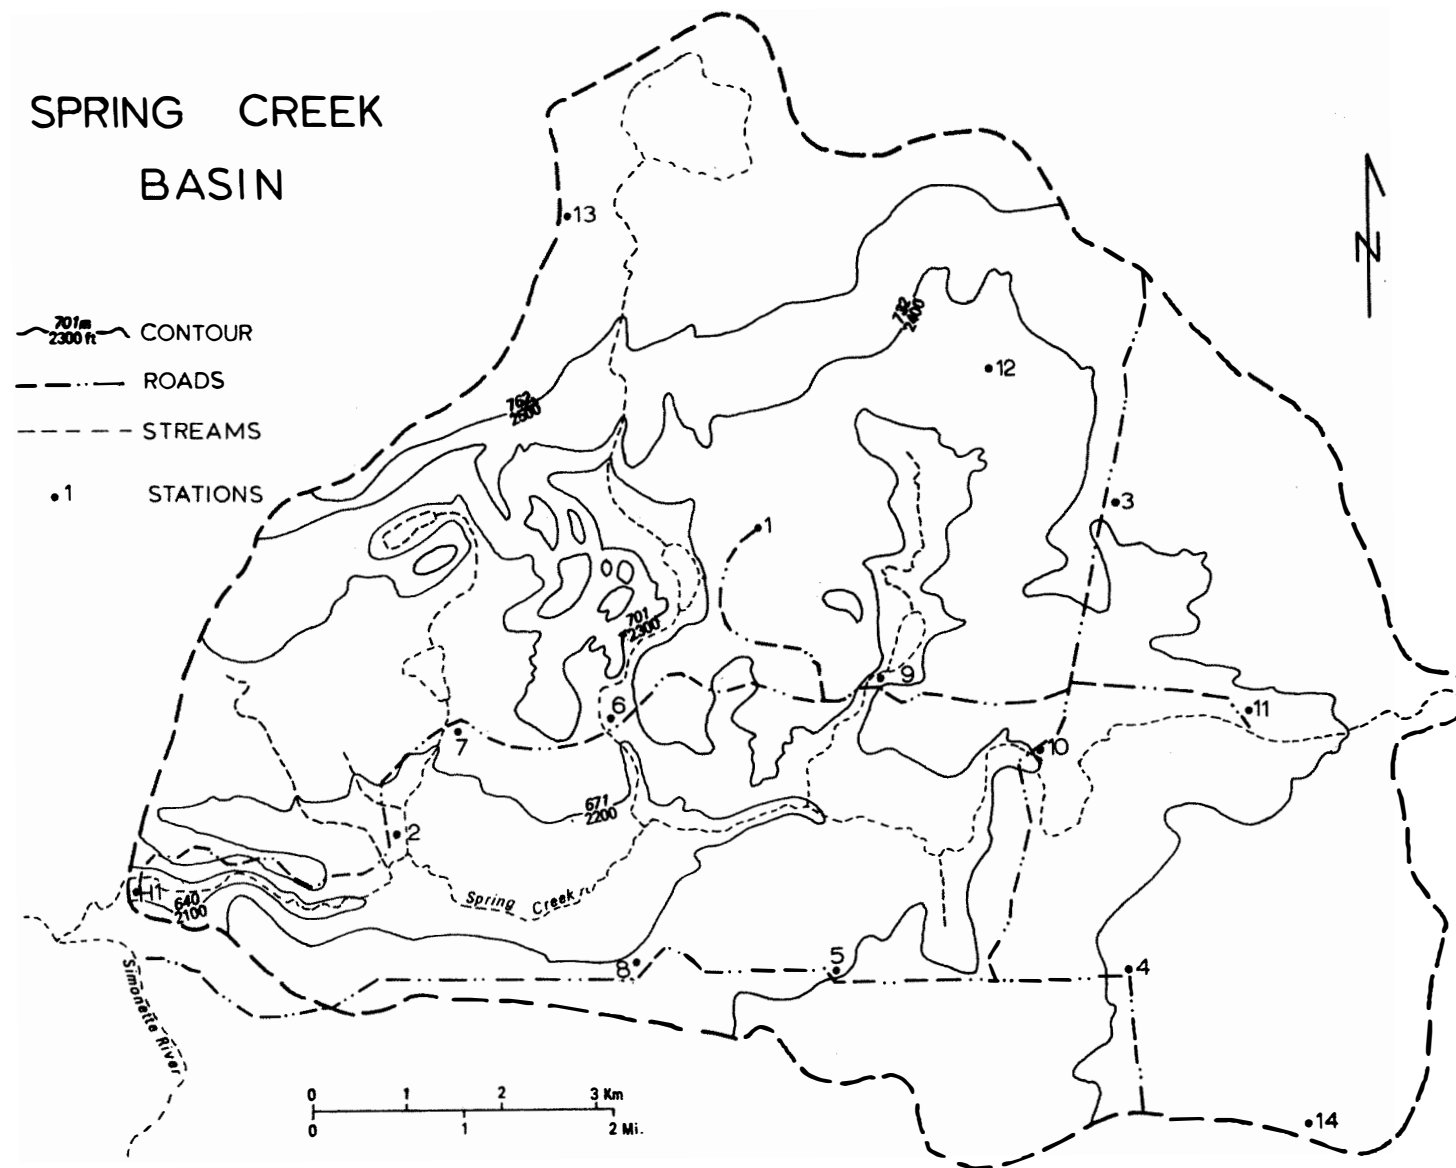 SPRING CREEK
BASIN
13
701m
2300 ft
CONTOUR
ROADS
STREAMS
1
STATIONS
N
732
2400
12
762
2500
3
1
701
2300
9
6
7
11
10
671
2200
2
H1
640
2100
Spring Creek
8
5
4
Simonette River
0 1 2 3 Km
0 1 2 Mi.
14